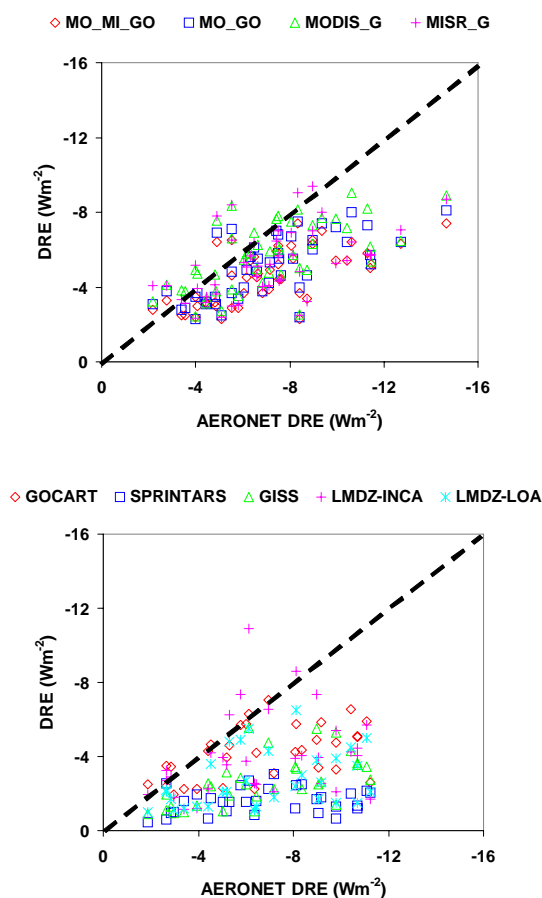 MO_MI_GO MO_GO MODIS_G MISR_G
-16
-12
-8
-4
0
DRE (Wm-2)
0 -4 -8 -12 -16
AERONET DRE (Wm-2)
GOCART SPRINTARS GISS LMDZ-INCA LMDZ-LOA
-16
-12
-8
-4
0
DRE (Wm-2)
0 -4 -8 -12 -16
AERONET DRE (Wm-2)